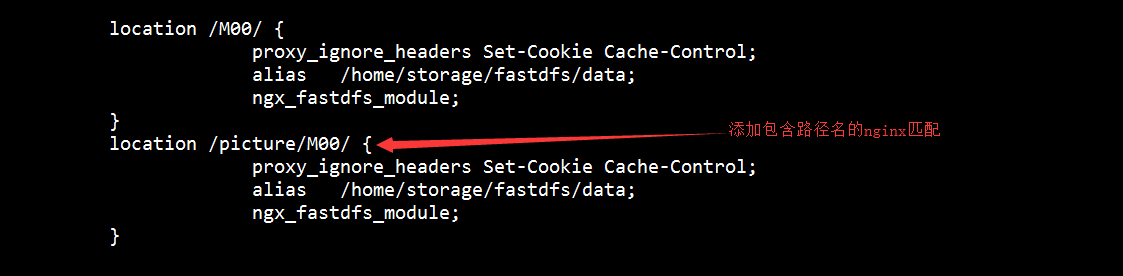 location /M00/ {
proxy_ignore_headers Set-Cookie Cache-Control;
alias /home/storage/fastdfs/data;
ngx_fastdfs_module;
}
location /picture/M00/ {
添加包含路径名的nginx匹配
proxy_ignore_headers Set-Cookie Cache-Control;
alias /home/storage/fastdfs/data;
ngx_fastdfs_module;
}